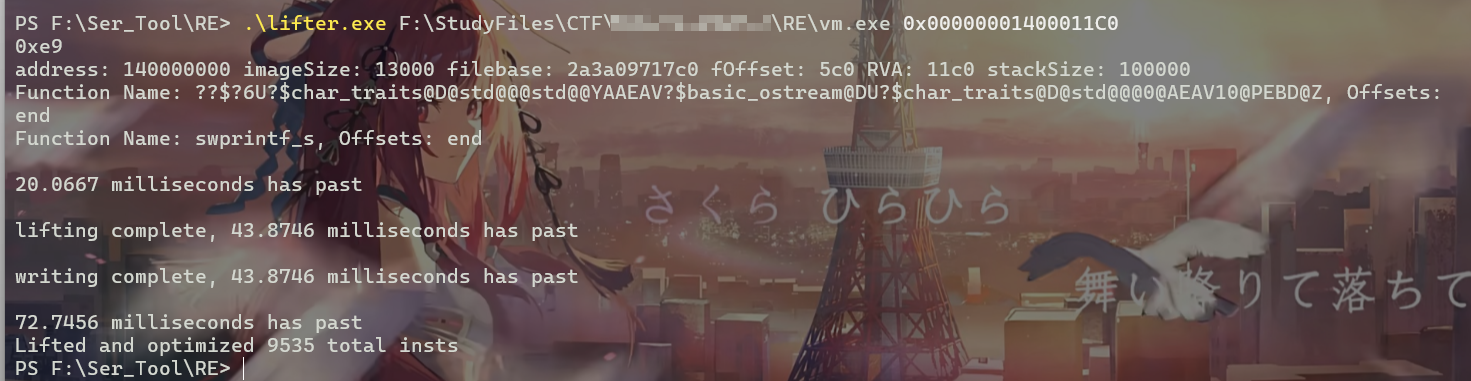 PS F:\Ser_Tool\RE> .\lifter.exe F:\StudyFiles\CTF\ \RE\vm.exe 0x00000001400011C0
0xe9
address: 140000000 imageSize: 13000 filebase: 2a3a09717c0 fOffset: 5c0 RVA: 11c0 stackSize: 100000
Function Name: ??$?6U?$char_traits@D@std@@@std@@YAAEAV?$basic_ostream@DU?$char_traits@D@std@@@0@AEAV10@PEBD@Z, Offsets:
end
Function Name: swprintf_s, Offsets: end
20.0667 milliseconds has past
さくら ひらひら
lifting complete, 43.8746 milliseconds has past
writing complete, 43.8746 milliseconds has past
舞い降りて落ちて
72.7456 milliseconds has past
Lifted and optimized 9535 total insts
PS F:\Ser_Tool\RE>